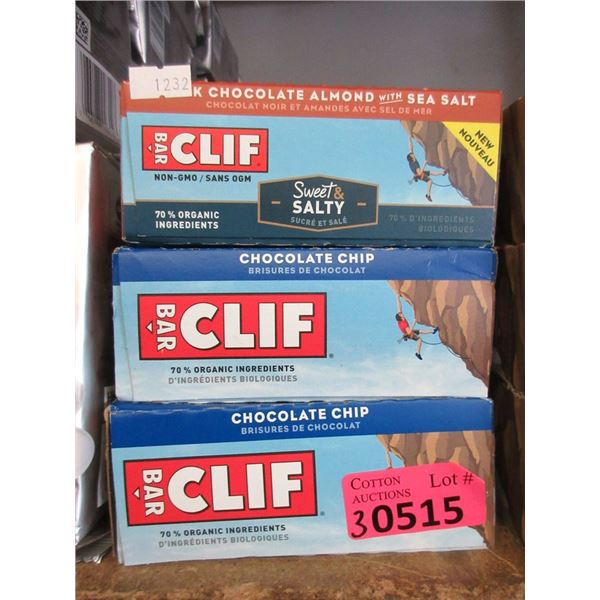 1232
CHOCOLATE ALMOND WITH SEA SALT
CHOCOLAT NOIR ET AMANDES AVEC SEL DE MER
CLIF BAR
NEW
NOUVEAU
NON-GMO / SANS OGM
Sweet &
SALTY
SUCRÉ ET SALÉ
70 % ORGANIC
INGREDIENTS
70 % D'INGRÉDIENTS
BIOLOGIQUES
CHOCOLATE CHIP
BRISURES DE CHOCOLAT
CLIF BAR
70 % ORGANIC INGREDIENTS
D'INGRÉDIENTS BIOLOGIQUES
CHOCOLATE CHIP
BRISURES DE CHOCOLAT
CLIF BAR
70 % ORGANIC INGREDIENTS
D'INGRÉDIENTS BIOLOGIQUES
COTTON
AUCTIONS
Lot #
3 0515